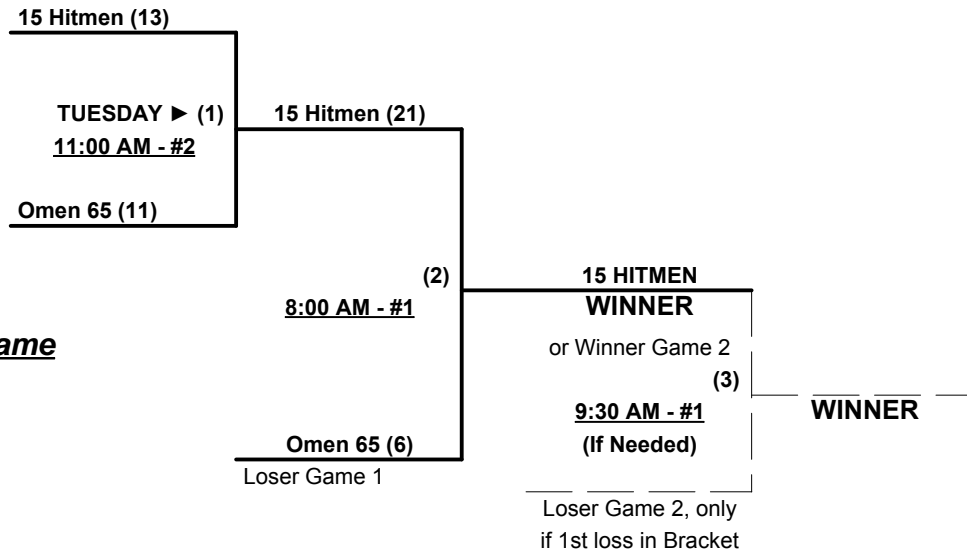 15 Hitmen (13)
TUESDAY ► (1)
15 Hitmen (21)
11:00 AM - #2
Omen 65 (11)
(2)
15 HITMEN
8:00 AM - #1
WINNER
ame
or Winner Game 2
(3)
9:30 AM - #1
WINNER
Omen 65 (6)
(If Needed)
Loser Game 1
Loser Game 2, only
if 1st loss in Bracket